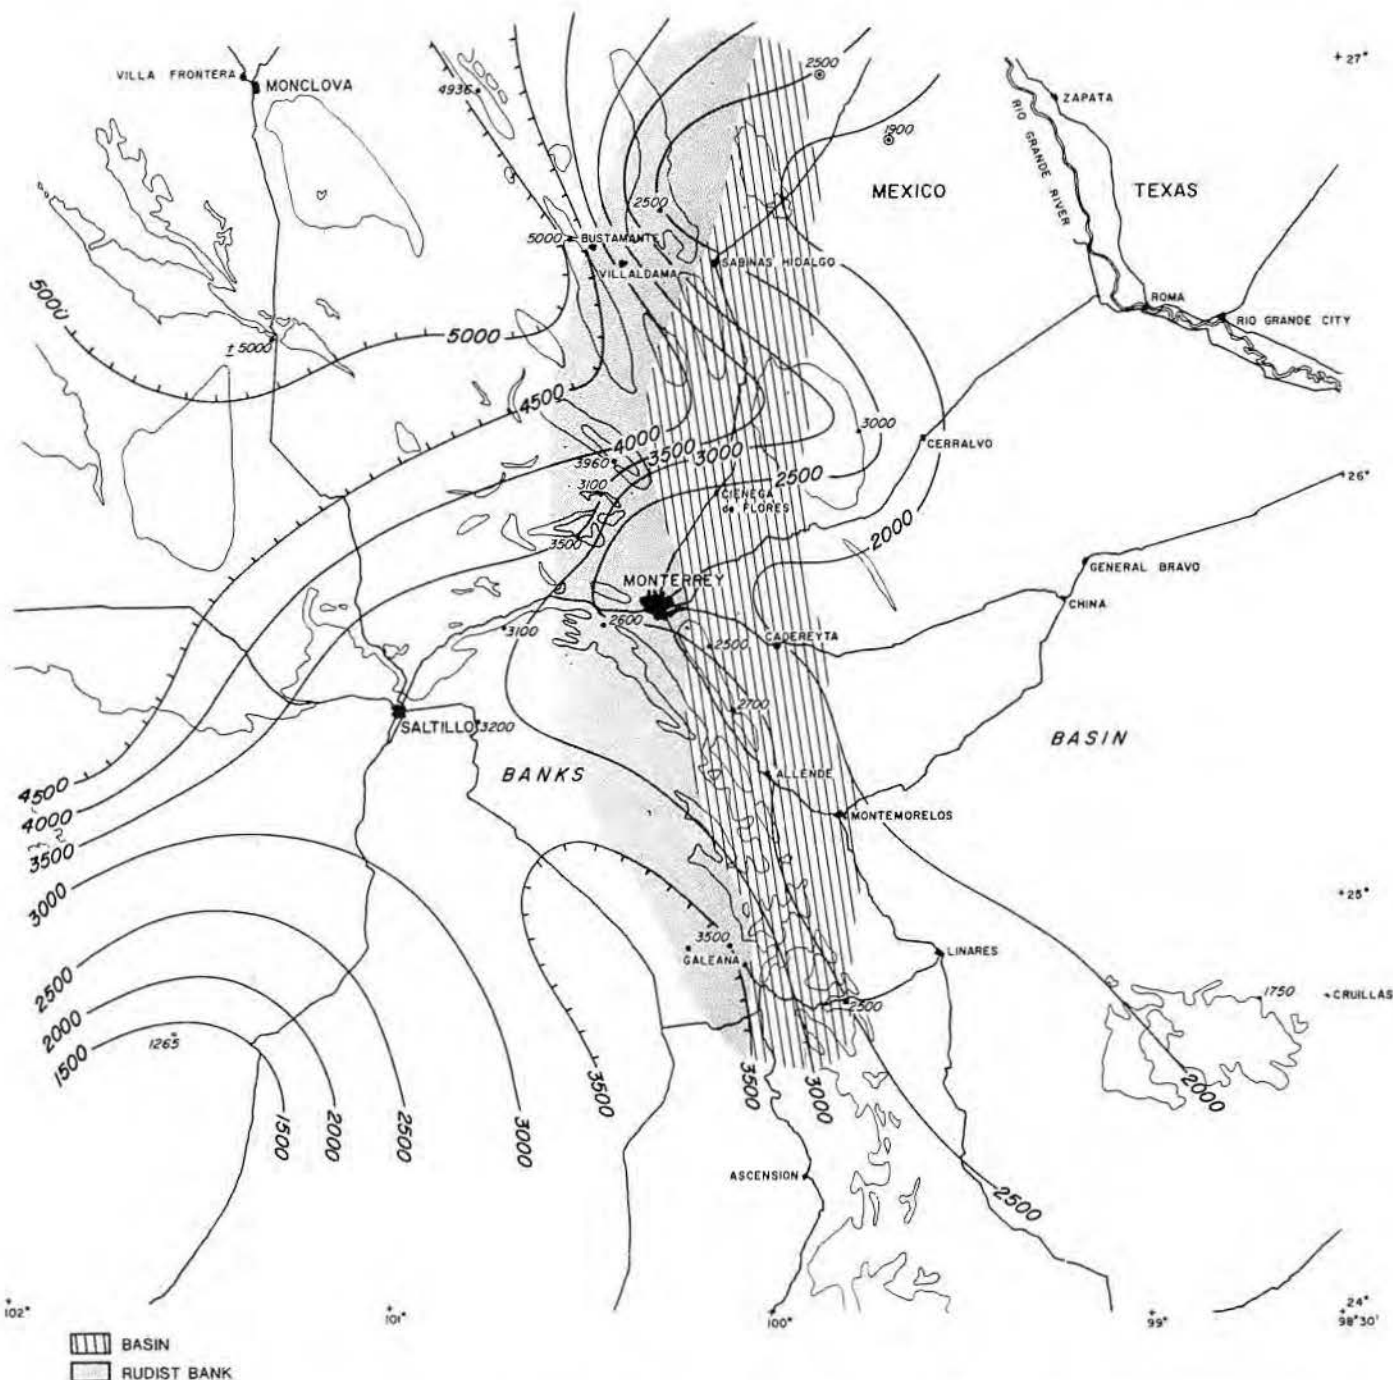 + 27°
VILLA FRONTERA
MONCLOVA
4936
2500
ZAPATA
RIO GRANDE RIVER
1900
MEXICO
TEXAS
2500
5000
BUSTAMANTE
VILLALDAMA
SABINAS HIDALGO
5000
ROMA
RIO GRANDE CITY
± 5000
5000
4500
4000
3500
3000
3000
CERRALVO
3960
3100
2500
+ 26°
CIENEGA
de FLORES
3500
2000
GENERAL BRAVO
MONTERREY
CHINA
3100
2600
2500
CADEREYTA
2700
SALTILLO
3200
BASIN
BANKS
ALLENDE
4500
4000
3500
3000
MONTEMORELOS
+ 25°
3500
GALEANA
LINARES
2500
2000
1500
1265
2500
1750
CRUILLAS
3500
3500
3000
2000
1500
2000
2500
3000
ASCENSION
2500
102°
101°
100°
99°
24°
98°30'
BASIN
RUDIST BANK